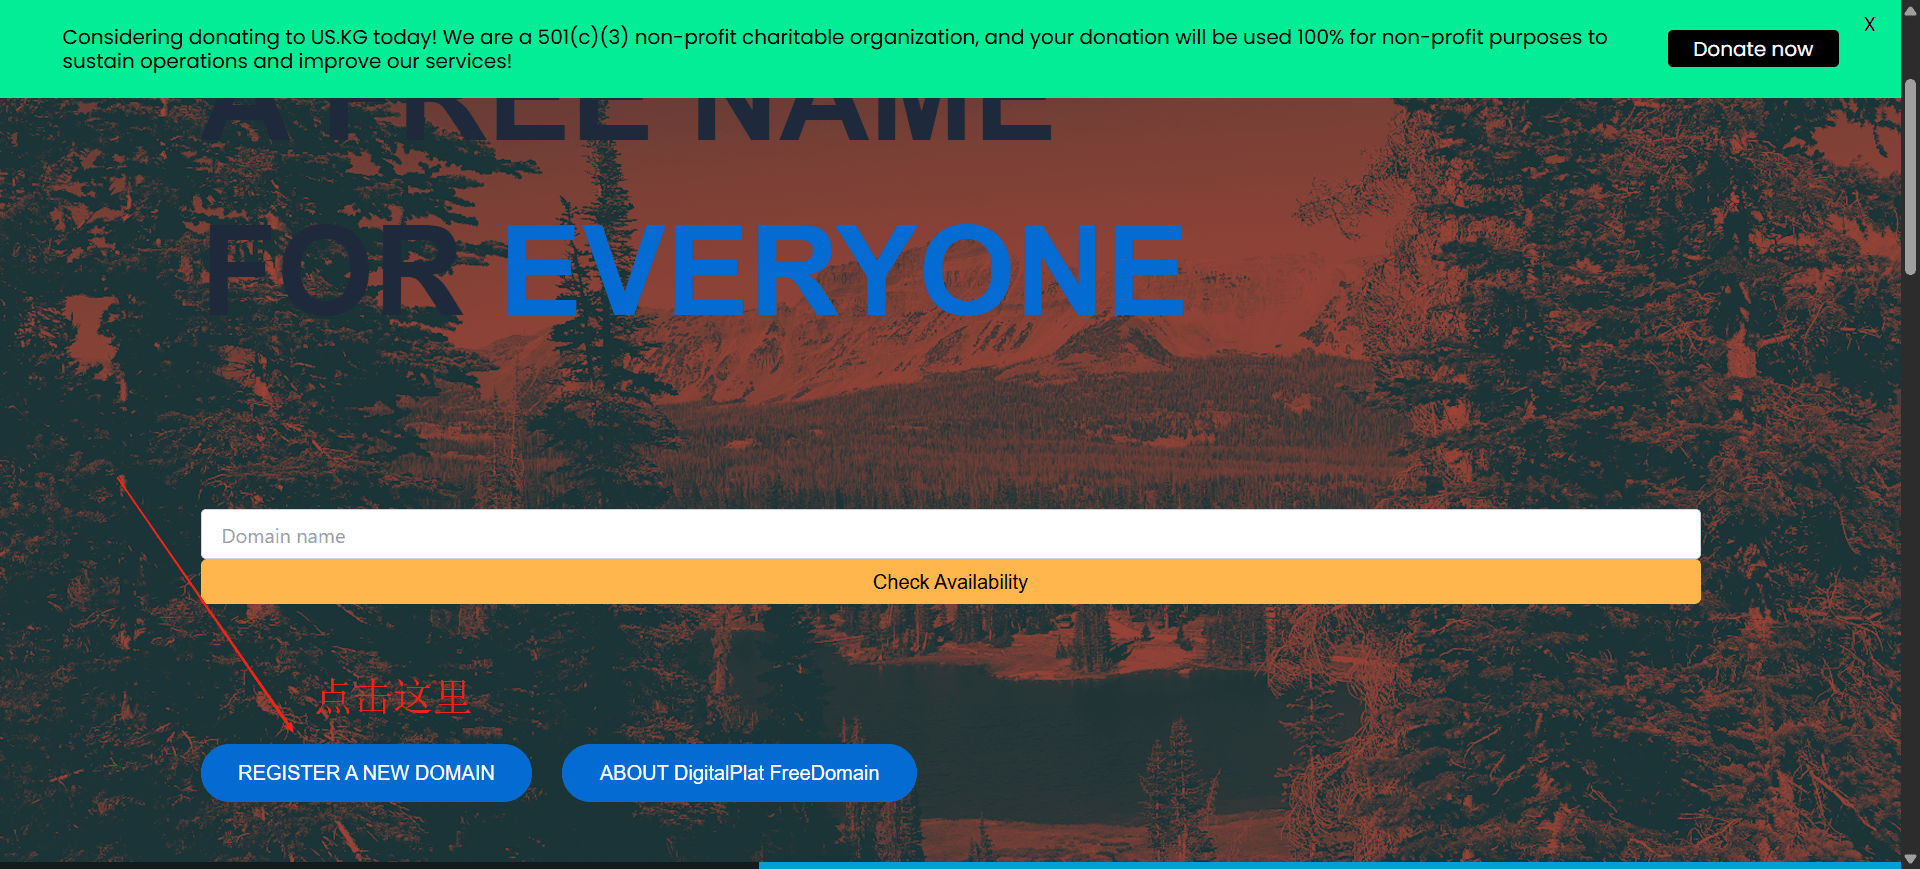 Considering donating to US.KG today! We are a 501(c)(3) non-profit charitable organization, and your donation will be used 100% for non-profit purposes to
sustain operations and improve our services!
Donate now
X
A FREE NAME
FOR EVERYONE
Domain name
Check Availability
点击这里
REGISTER A NEW DOMAIN
ABOUT DigitalPlat FreeDomain